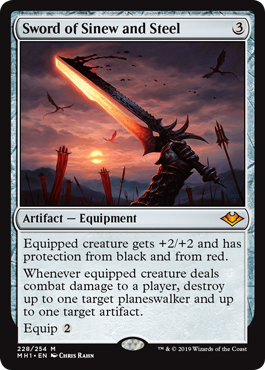 Sword of Sinew and Steel 3
Artifact — Equipment
Equipped creature gets +2/+2 and has
protection from black and from red.
Whenever equipped creature deals
combat damage to a player, destroy
up to one target planeswalker and up
to one target artifact.
Equip 2
228/254 M
MH1 • EN Chris Rahn ™ & © 2019 Wizards of the Coast